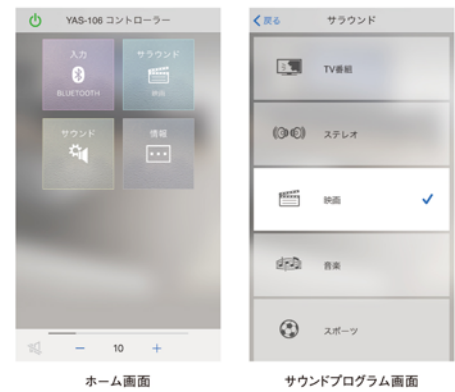 YAS-106 コントローラー
入力
BLUETOOTH
サラウンド
映画
サウンド
情報
10
ホーム画面
戻る
サラウンド
TV番組
ステレオ
映画
音楽
スポーツ
サウンドプログラム画面